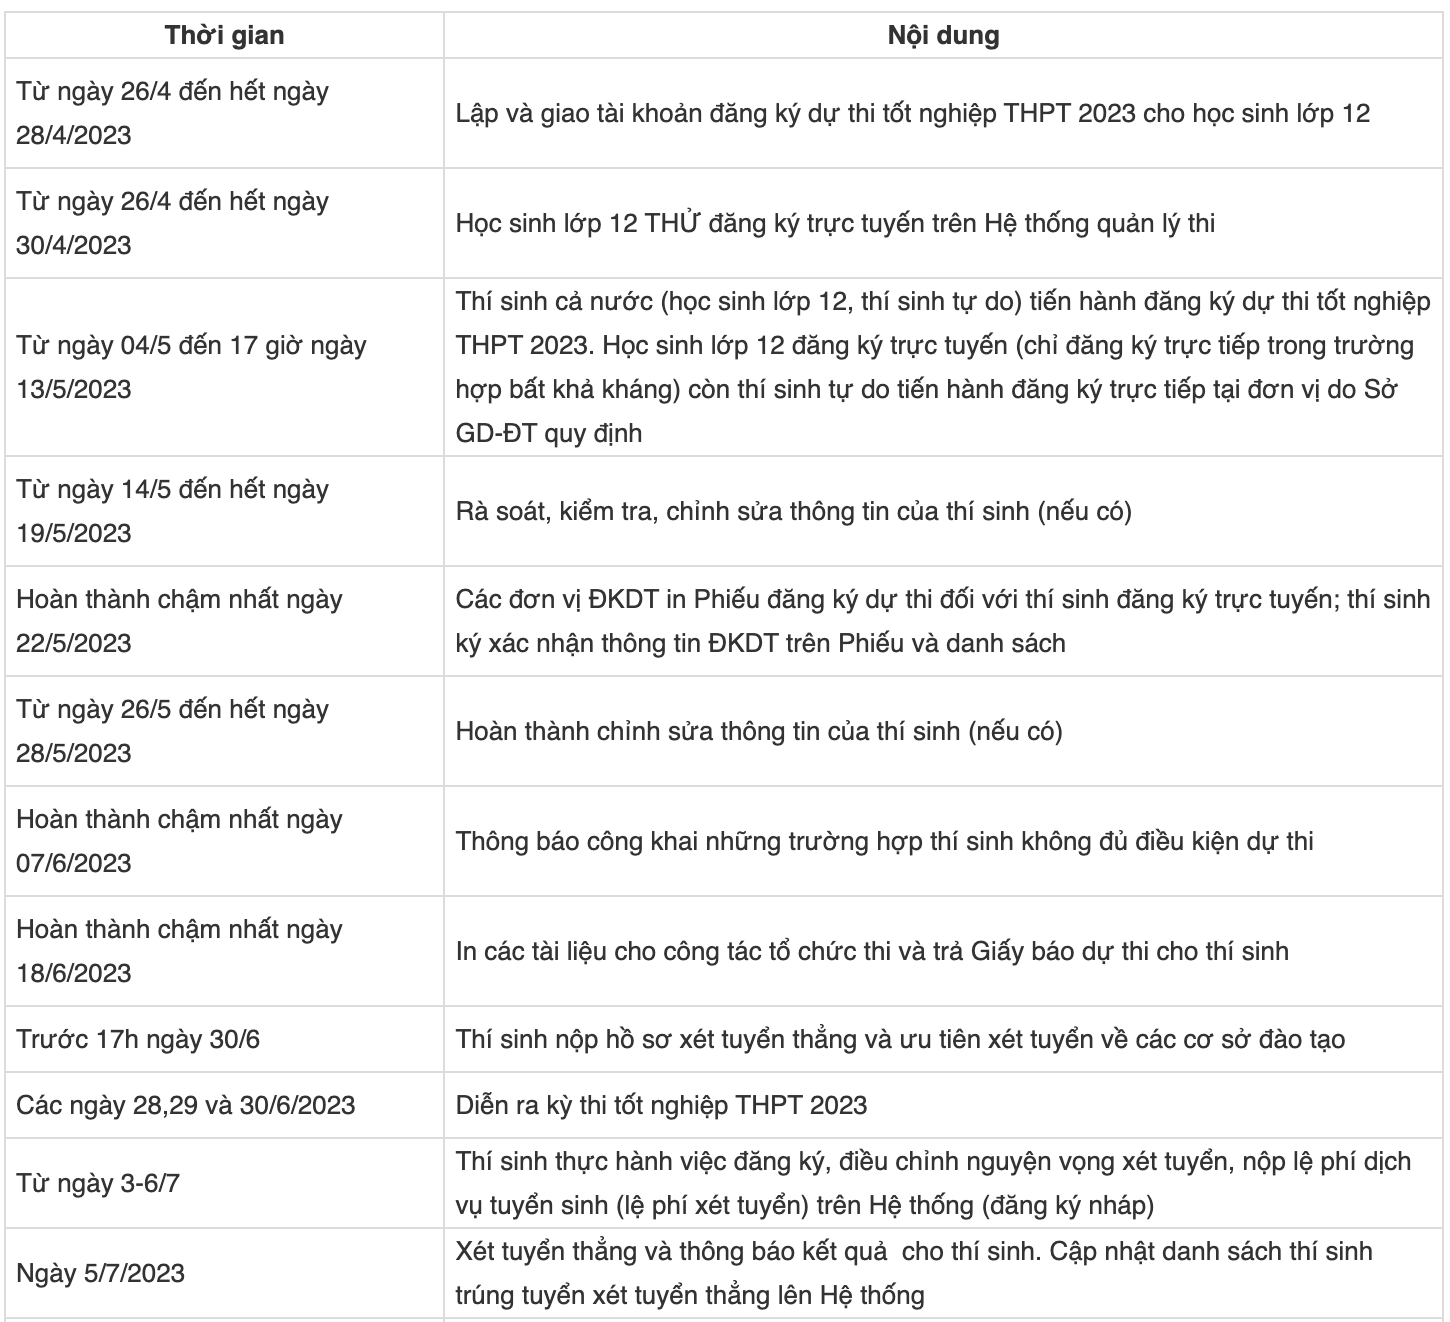 Thời gian
Nội dung
Từ ngày 26/4 đến hết ngày
28/4/2023
Lập và giao tài khoản đăng ký dự thi tốt nghiệp THPT 2023 cho học sinh lớp 12
Từ ngày 26/4 đến hết ngày
30/4/2023
Học sinh lớp 12 THỬ đăng ký trực tuyến trên Hệ thống quản lý thi
Từ ngày 04/5 đến 17 giờ ngày
13/5/2023
Thí sinh cả nước (học sinh lớp 12, thí sinh tự do) tiến hành đăng ký dự thi tốt nghiệp
THPT 2023. Học sinh lớp 12 đăng ký trực tuyến (chỉ đăng ký trực tiếp trong trường
hợp bất khả kháng) còn thí sinh tự do tiến hành đăng ký trực tiếp tại đơn vị do Sở
GD-ĐT quy định
Từ ngày 14/5 đến hết ngày
19/5/2023
Rà soát, kiểm tra, chỉnh sửa thông tin của thí sinh (nếu có)
Hoàn thành chậm nhất ngày
22/5/2023
Các đơn vị ĐKDT in Phiếu đăng ký dự thi đối với thí sinh đăng ký trực tuyến; thí sinh
ký xác nhận thông tin ĐKDT trên Phiếu và danh sách
Từ ngày 26/5 đến hết ngày
28/5/2023
Hoàn thành chỉnh sửa thông tin của thí sinh (nếu có)
Hoàn thành chậm nhất ngày
07/6/2023
Thông báo công khai những trường hợp thí sinh không đủ điều kiện dự thi
Hoàn thành chậm nhất ngày
18/6/2023
In các tài liệu cho công tác tổ chức thi và trả Giấy báo dự thi cho thí sinh
Trước 17h ngày 30/6
Thí sinh nộp hồ sơ xét tuyển thẳng và ưu tiên xét tuyển về các cơ sở đào tạo
Các ngày 28,29 và 30/6/2023
Diễn ra kỳ thi tốt nghiệp THPT 2023
Từ ngày 3-6/7
Thí sinh thực hành việc đăng ký, điều chỉnh nguyện vọng xét tuyển, nộp lệ phí dịch
vụ tuyển sinh (lệ phí xét tuyển) trên Hệ thống (đăng ký nháp)
Ngày 5/7/2023
Xét tuyển thẳng và thông báo kết quả  cho thí sinh. Cập nhật danh sách thí sinh
trúng tuyển xét tuyển thẳng lên Hệ thống